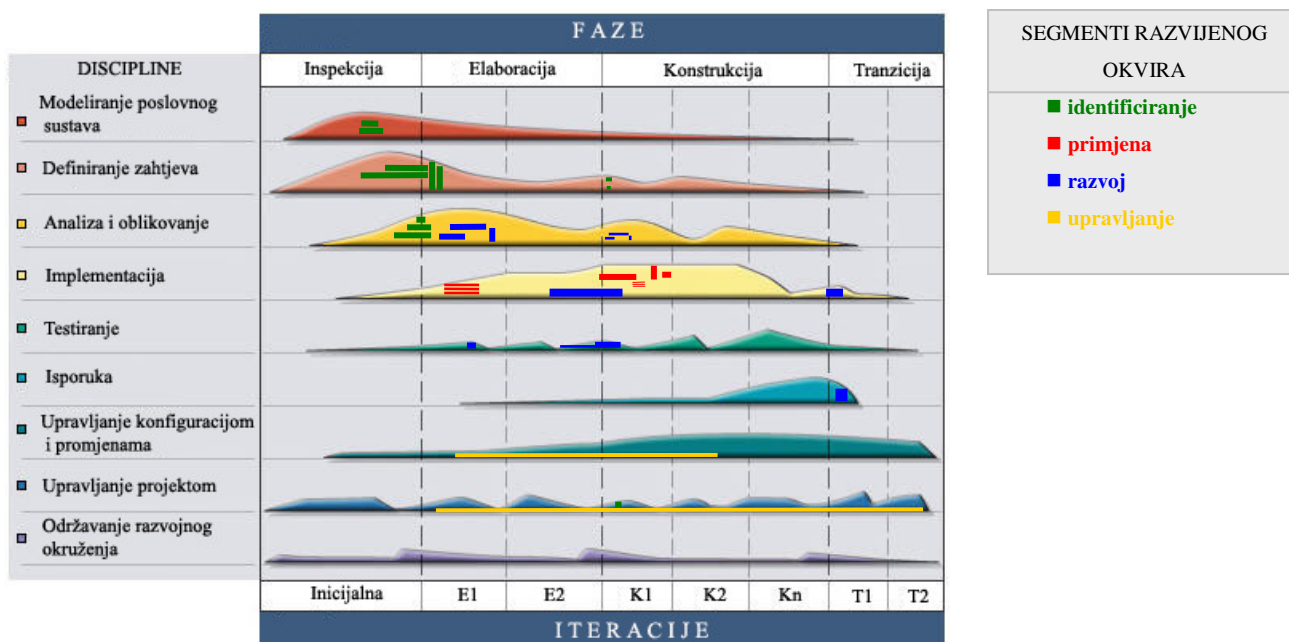 FAZE
DISCIPLINE
Inspekcija
Elaboracija
Konstrukcija
Tranzicija
Modeliranje poslovnog
sustava
Definiranje zahtjeva
Analiza i oblikovanje
Implementacija
Testiranje
Isporuka
Upravljanje konfiguracijom
i promjenama
Upravljanje projektom
Održavanje razvojnog
okruženja
Inicijalna
E1
E2
K1
K2
Kn
T1
T2
ITERACIJE
SEGMENTI RAZVIJENOG
OKVIRA
identificiranje
primjena
razvoj
upravljanje